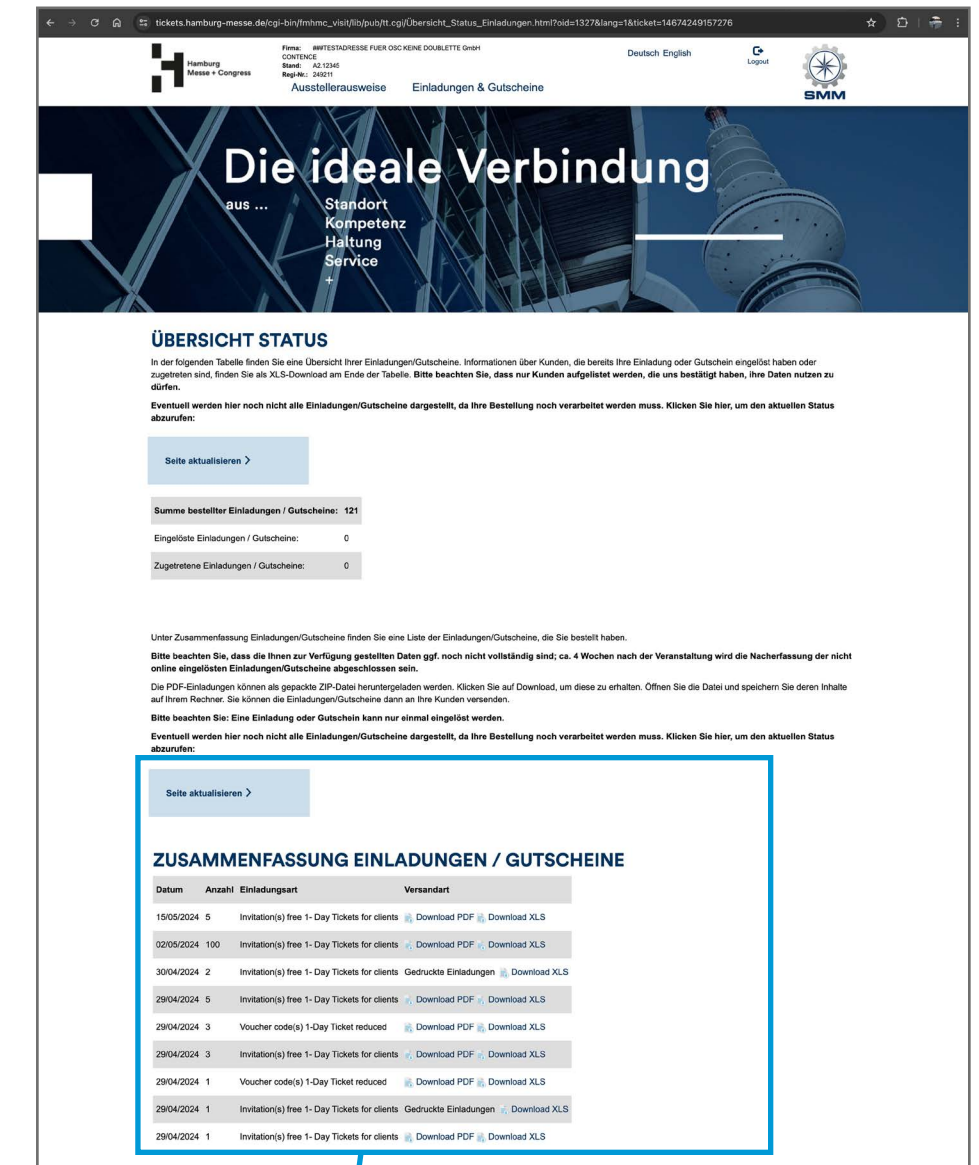 tickets.hamburg-messe.de/cgi-bin/fmhmc_visit/lib/pub/tt.cgi/Übersicht_Status_Einladungen.html?oid=1327&lang=1&ticket=14674249157276
Hamburg
Messe + Congress
Firma: ###TESTADRESSE FUER OSC KEINE DOUBLETTE GmbH
CONTENCE
Stand: A2.12345
Regi-Nr.: 249211
Ausstellerausweise Einladungen & Gutscheine
Deutsch English
Logout
SMM
Die ideale Verbindung
aus ... Standort
Kompetenz
Haltung
Service
+
ÜBERSICHT STATUS
In der folgenden Tabelle finden Sie eine Übersicht Ihrer Einladungen/Gutscheine. Informationen über Kunden, die bereits Ihre Einladung oder Gutschein eingelöst haben oder
zugetreten sind, finden Sie als XLS-Download am Ende der Tabelle. Bitte beachten Sie, dass nur Kunden aufgelistet werden, die uns bestätigt haben, ihre Daten nutzen zu
dürfen.
Eventuell werden hier noch nicht alle Einladungen/Gutscheine dargestellt, da Ihre Bestellung noch verarbeitet werden muss. Klicken Sie hier, um den aktuellen Status
abzurufen:
Seite aktualisieren >
Summe bestellter Einladungen / Gutscheine: 121
Eingelöste Einladungen / Gutscheine: 0
Zugetretene Einladungen / Gutscheine: 0
Unter Zusammenfassung Einladungen/Gutscheine finden Sie eine Liste der Einladungen/Gutscheine, die Sie bestellt haben.
Bitte beachten Sie, dass die Ihnen zur Verfügung gestellten Daten ggf. noch nicht vollständig sind; ca. 4 Wochen nach der Veranstaltung wird die Nacherfassung der nicht
online eingelösten Einladungen/Gutscheine abgeschlossen sein.
Die PDF-Einladungen können als gepackte ZIP-Datei heruntergeladen werden. Klicken Sie auf Download, um diese zu erhalten. Öffnen Sie die Datei und speichern Sie deren Inhalte
auf Ihrem Rechner. Sie können die Einladungen/Gutscheine dann an Ihre Kunden versenden.
Bitte beachten Sie: Eine Einladung oder Gutschein kann nur einmal eingelöst werden.
Eventuell werden hier noch nicht alle Einladungen/Gutscheine dargestellt, da Ihre Bestellung noch verarbeitet werden muss. Klicken Sie hier, um den aktuellen Status
abzurufen:
Seite aktualisieren >
ZUSAMMENFASSUNG EINLADUNGEN / GUTSCHEINE
Datum Anzahl Einladungsart Versandart
15/05/2024 5 Invitation(s) free 1- Day Tickets for clients Download PDF Download XLS
02/05/2024 100 Invitation(s) free 1- Day Tickets for clients Download PDF Download XLS
30/04/2024 2 Invitation(s) free 1- Day Tickets for clients Gedruckte Einladungen Download XLS
29/04/2024 5 Invitation(s) free 1- Day Tickets for clients Download PDF Download XLS
29/04/2024 3 Voucher code(s) 1-Day Ticket reduced Download PDF Download XLS
29/04/2024 3 Invitation(s) free 1- Day Tickets for clients Download PDF Download XLS
29/04/2024 1 Voucher code(s) 1-Day Ticket reduced Download PDF Download XLS
29/04/2024 1 Invitation(s) free 1- Day Tickets for clients Gedruckte Einladungen Download XLS
29/04/2024 1 Invitation(s) free 1- Day Tickets for clients Download PDF Download XLS